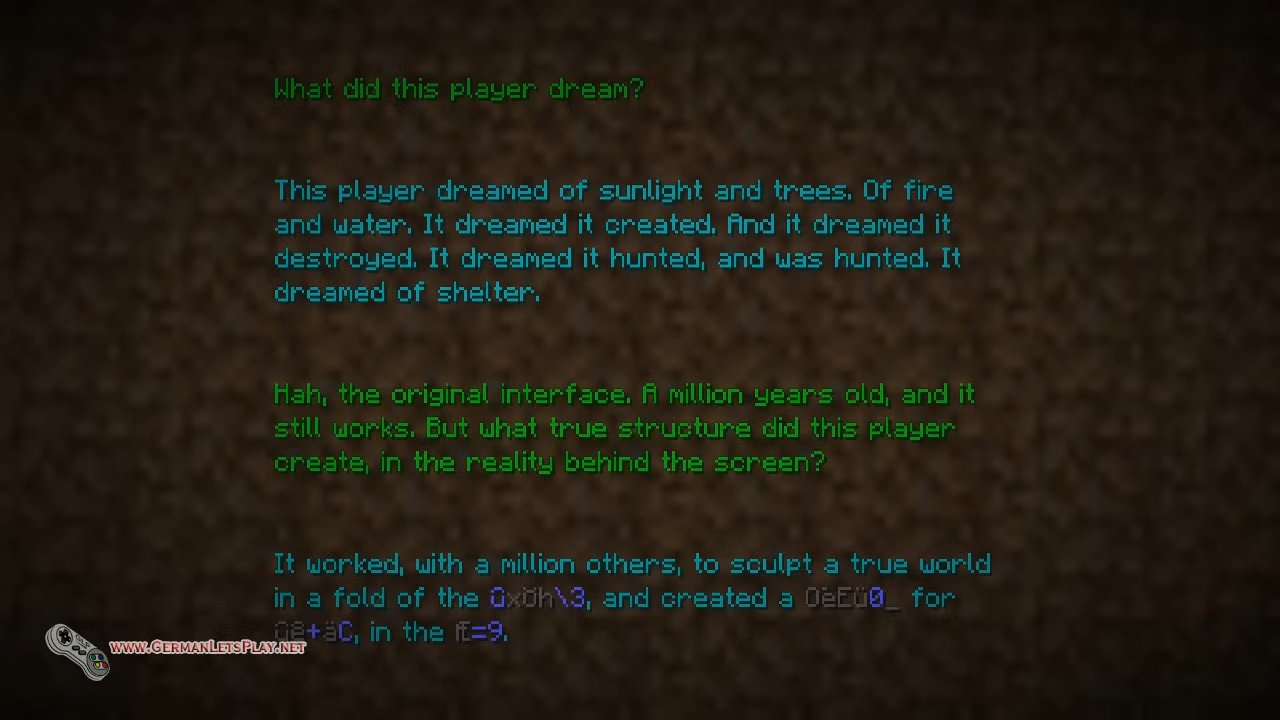 What did this player dream?
This player dreamed of sunlight and trees. Of fire
and water. It dreamed it created. And it dreamed it
destroyed. It dreamed it hunted, and was hunted. It
dreamed of shelter.
Hah, the original interface. A million years old, and it
still works. But what true structure did this player
create, in the reality behind the screen?
It worked, with a million others, to sculpt a true world
in a fold of the , and created a for
, in the .
www.GermanLetsPlay.net